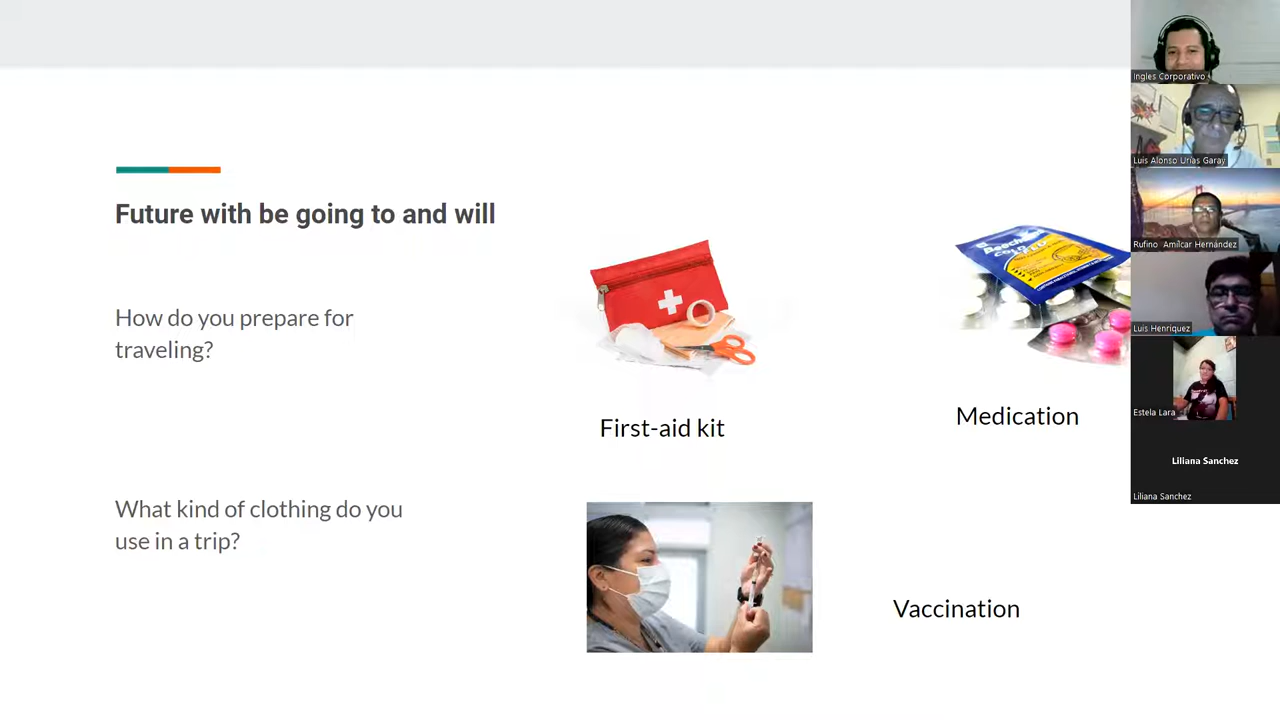 Future with be going to and will
How do you prepare for
traveling?
What kind of clothing do you
use in a trip?
First-aid kit
Medication
Vaccination
Ingles Corporativo
Luis Alonso Urias Garay
Rufino Amilcar Hernández
Luis Henriquez
Estela Lara
Liliana Sanchez
Liliana Sanchez